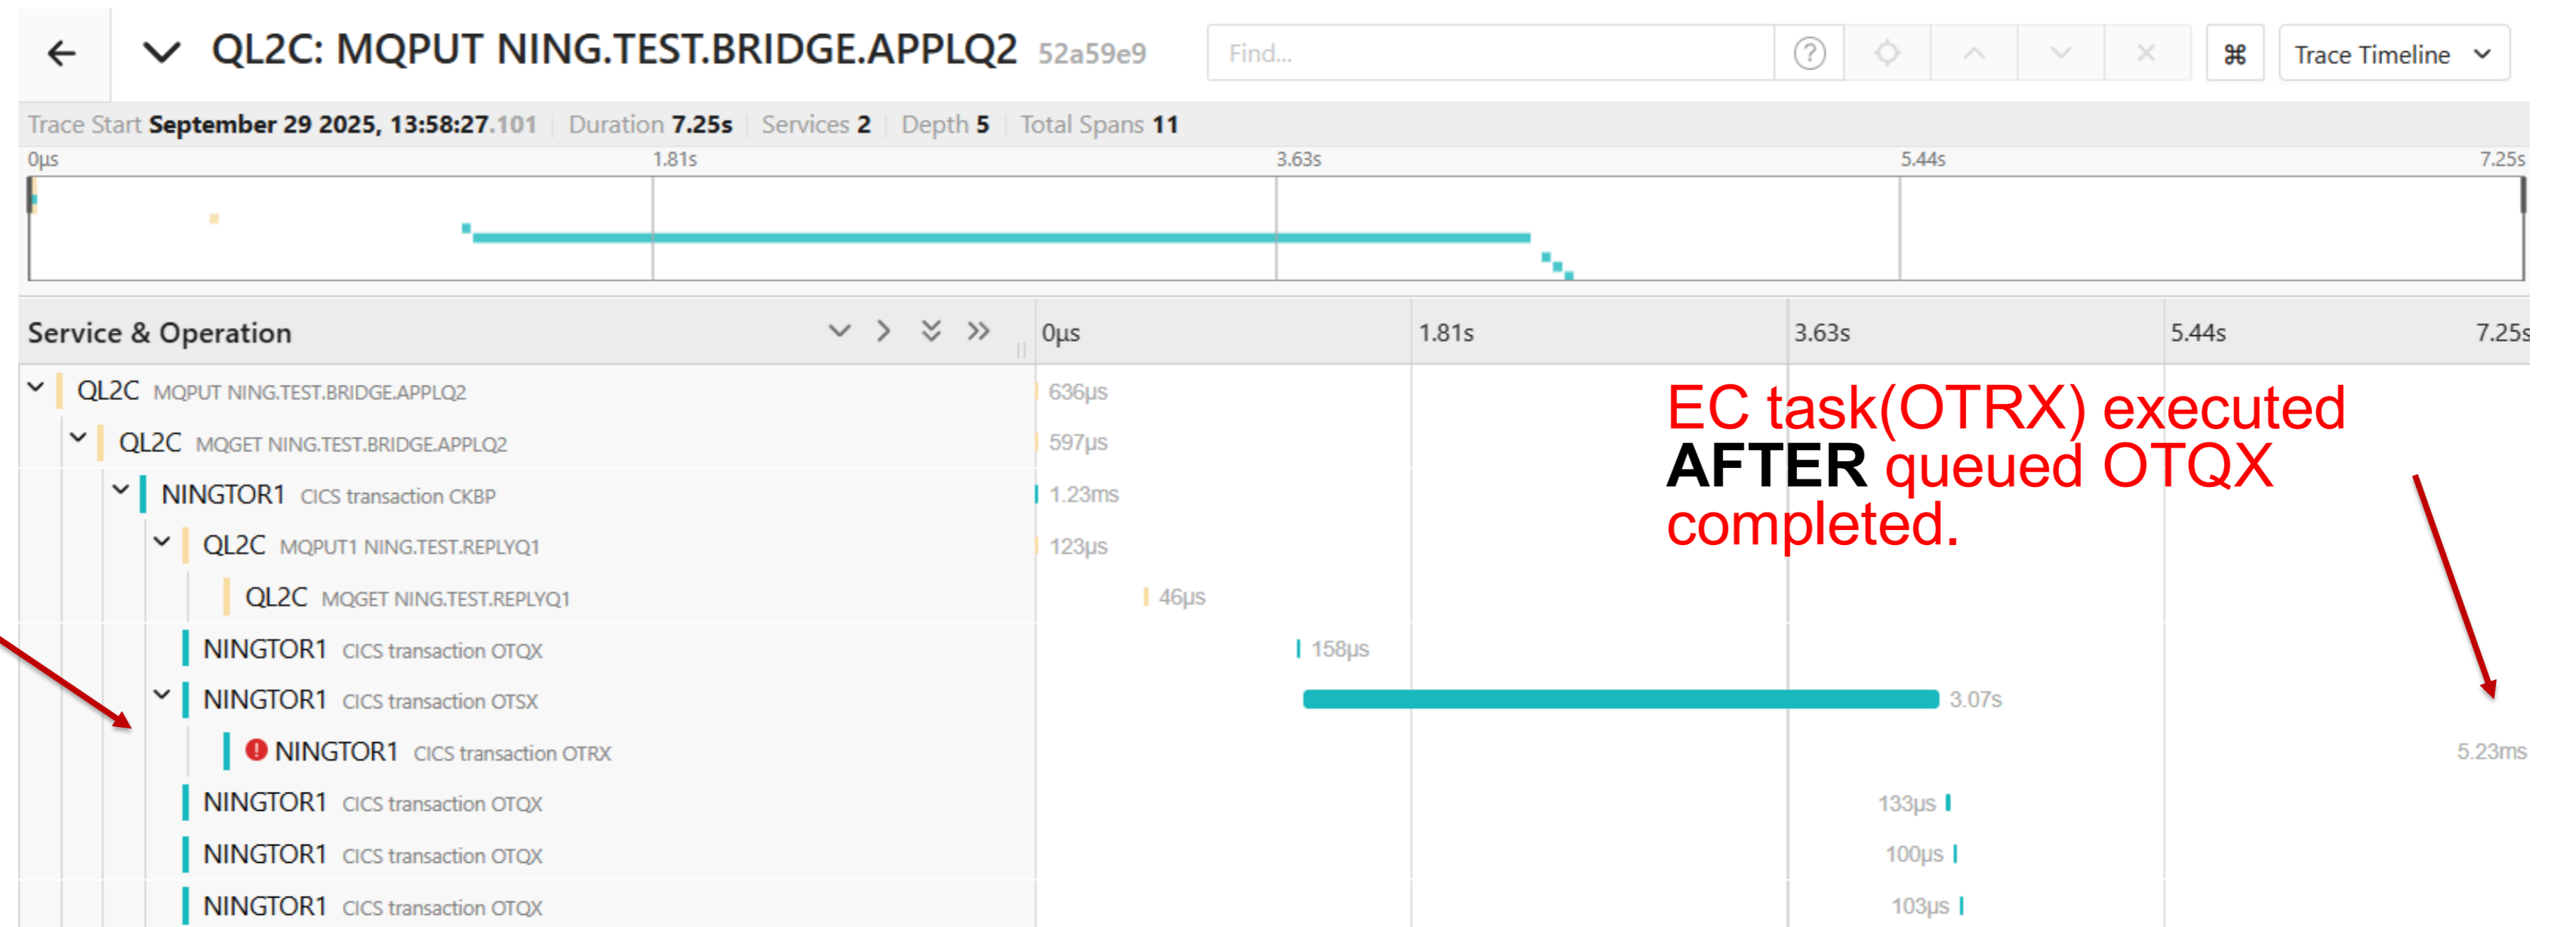 QL2C: MQPUT NING.TEST.BRIDGE.APPLQ2 52a59e9 Find... ? ⌘ Trace Timeline
Trace Start September 29 2025, 13:58:27.101 Duration 7.25s Services 2 Depth 5 Total Spans 11
0μs 1.81s 3.63s 5.44s 7.25s
Service & Operation 0μs 1.81s 3.63s 5.44s 7.25s
QL2C MQPUT NING.TEST.BRIDGE.APPLQ2 636μs
QL2C MQGET NING.TEST.BRIDGE.APPLQ2 597μs
NINGTOR1 CICS transaction CKBP 1.23ms
QL2C MQPUT1 NING.TEST.REPLYQ1 123μs
QL2C MQGET NING.TEST.REPLYQ1 46μs
NINGTOR1 CICS transaction OTQX 158μs
NINGTOR1 CICS transaction OTSX 3.07s
NINGTOR1 CICS transaction OTRX 5.23ms
NINGTOR1 CICS transaction OTQX 133μs
NINGTOR1 CICS transaction OTQX 100μs
NINGTOR1 CICS transaction OTQX 103μs
EC task(OTRX) executed
AFTER queued OTQX
completed.